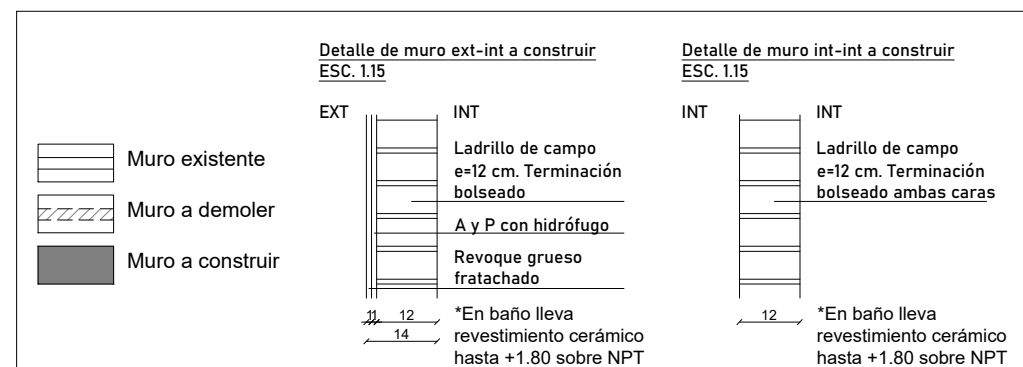 Muro existente
Muro a demoler
Muro a construir
Detalle de muro ext-int a construir
ESC. 1.15
EXT
INT
Ladrillo de campo
e=12 cm. Terminación
bolseado
A y P con hidrófugo
Revoque grueso
fratachado
1 1 12
14
*En baño lleva
revestimiento cerámico
hasta +1.80 sobre NPT
Detalle de muro int-int a construir
ESC. 1.15
INT
INT
Ladrillo de campo
e=12 cm. Terminación
bolseado ambas caras
12
*En baño lleva
revestimiento cerámico
hasta +1.80 sobre NPT